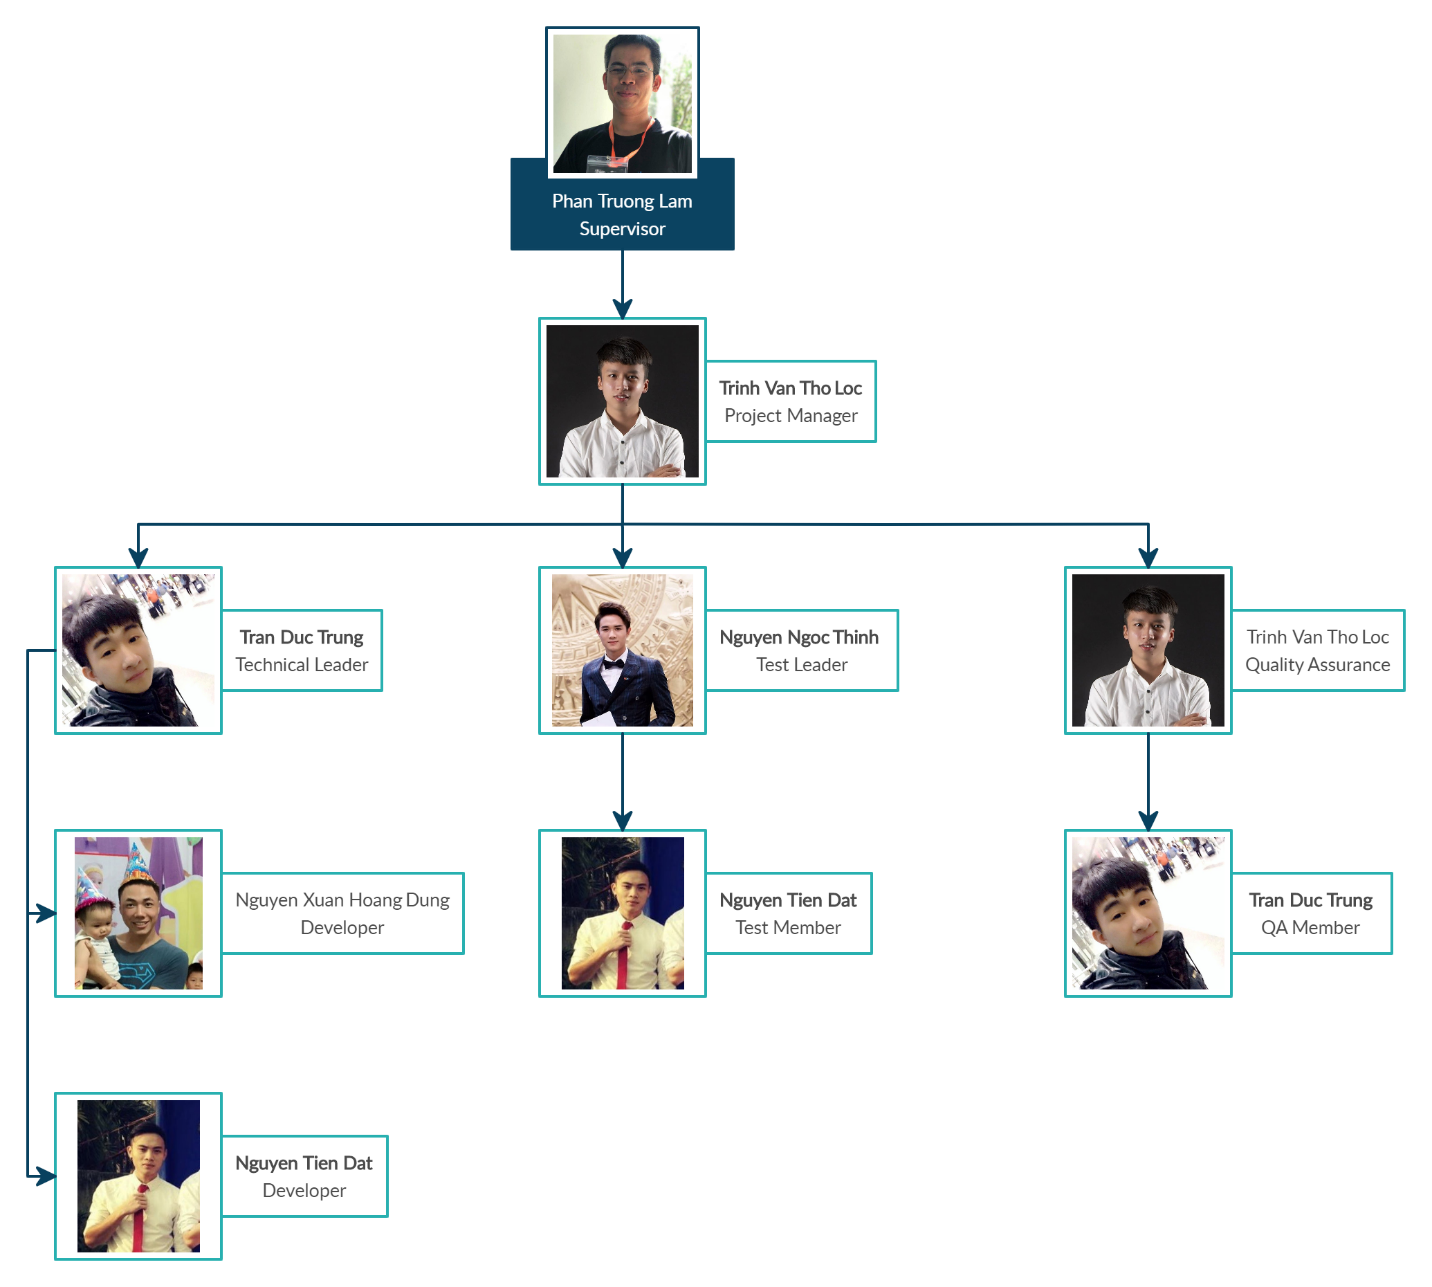 Phan Truong Lam
Supervisor
Trinh Van Tho Loc
Project Manager
Tran Duc Trung
Technical Leader
Nguyen Ngoc Thinh
Test Leader
Trinh Van Tho Loc
Quality Assurance
Nguyen Xuan Hoang Dung
Developer
Nguyen Tien Dat
Test Member
Tran Duc Trung
QA Member
Nguyen Tien Dat
Developer